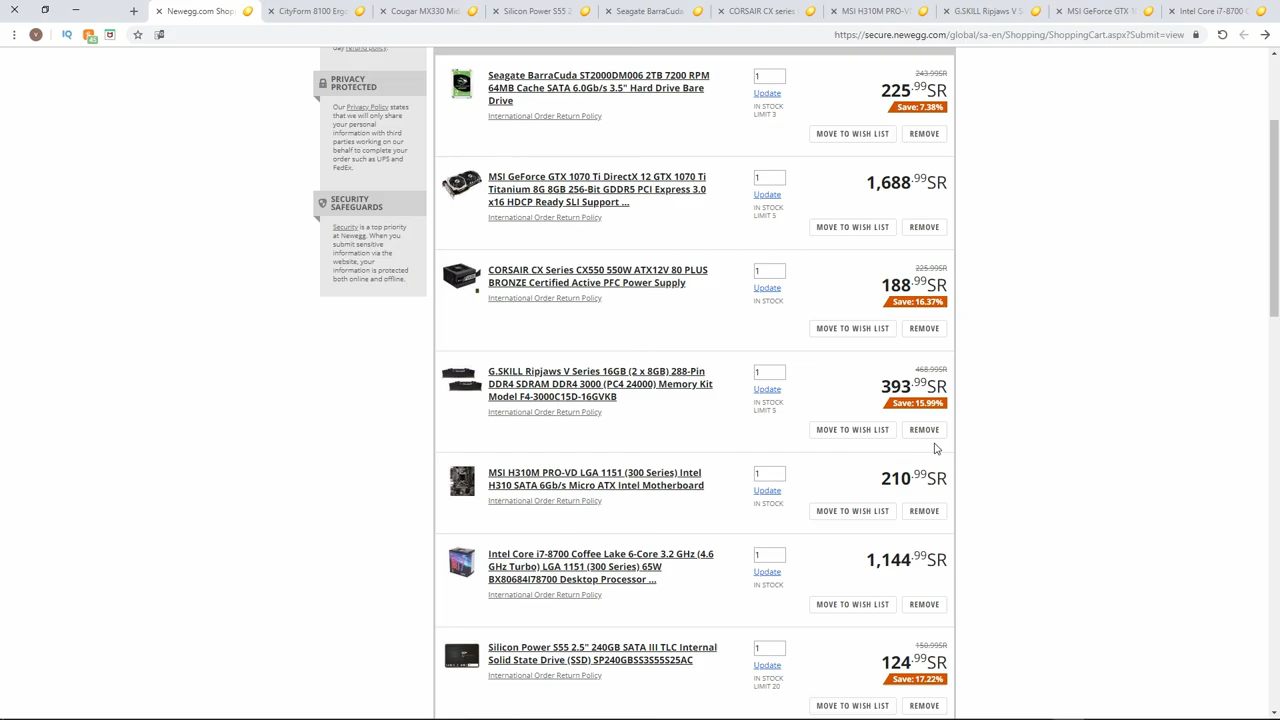 Newegg.com Shop
CityForm 8100 Erg
Cougar MX330 Mid
Silicon Power S55 2
Seagate BarraCuda
CORSAIR CX series
MSI H310M PRO-VD
G.SKILL Ripjaws V S
MSI GeForce GTX 10
Intel Core i7-8700 C
https://secure.newegg.com/global/sa-en/Shopping/ShoppingCart.aspx?Submit=view
day refund policy.
PRIVACY
PROTECTED
Our Privacy Policy states
that we will only share
your personal
information with third
parties working on our
behalf to complete your
order such as UPS and
FedEx.
SECURITY
SAFEGUARDS
Security is a top priority
at Newegg. When you
submit sensitive
information via the
website, your
information is protected
both online and offline.
Seagate BarraCuda ST2000DM006 2TB 7200 RPM
64MB Cache SATA 6.0Gb/s 3.5" Hard Drive Bare
Drive
International Order Return Policy
1
Update
IN STOCK
LIMIT 3
243.99SR
225.99SR
Save: 7.38%
MOVE TO WISH LIST
REMOVE
MSI GeForce GTX 1070 Ti DirectX 12 GTX 1070 Ti
Titanium 8G 8GB 256-Bit GDDR5 PCI Express 3.0
x16 HDCP Ready SLI Support ...
International Order Return Policy
1
Update
IN STOCK
LIMIT 5
1,688.99SR
MOVE TO WISH LIST
REMOVE
CORSAIR CX Series CX550 550W ATX12V 80 PLUS
BRONZE Certified Active PFC Power Supply
International Order Return Policy
1
Update
IN STOCK
225.99SR
188.99SR
Save: 16.37%
MOVE TO WISH LIST
REMOVE
G.SKILL Ripjaws V Series 16GB (2 x 8GB) 288-Pin
DDR4 SDRAM DDR4 3000 (PC4 24000) Memory Kit
Model F4-3000C15D-16GVKB
International Order Return Policy
1
Update
IN STOCK
LIMIT 5
468.99SR
393.99SR
Save: 15.99%
MOVE TO WISH LIST
REMOVE
MSI H310M PRO-VD LGA 1151 (300 Series) Intel
H310 SATA 6Gb/s Micro ATX Intel Motherboard
International Order Return Policy
1
Update
IN STOCK
210.99SR
MOVE TO WISH LIST
REMOVE
Intel Core i7-8700 Coffee Lake 6-Core 3.2 GHz (4.6
GHz Turbo) LGA 1151 (300 Series) 65W
BX80684I78700 Desktop Processor ...
International Order Return Policy
1
Update
IN STOCK
1,144.99SR
MOVE TO WISH LIST
REMOVE
Silicon Power S55 2.5" 240GB SATA III TLC Internal
Solid State Drive (SSD) SP240GBSS3S55S25AC
International Order Return Policy
1
Update
IN STOCK
LIMIT 20
150.99SR
124.99SR
Save: 17.22%
MOVE TO WISH LIST
REMOVE